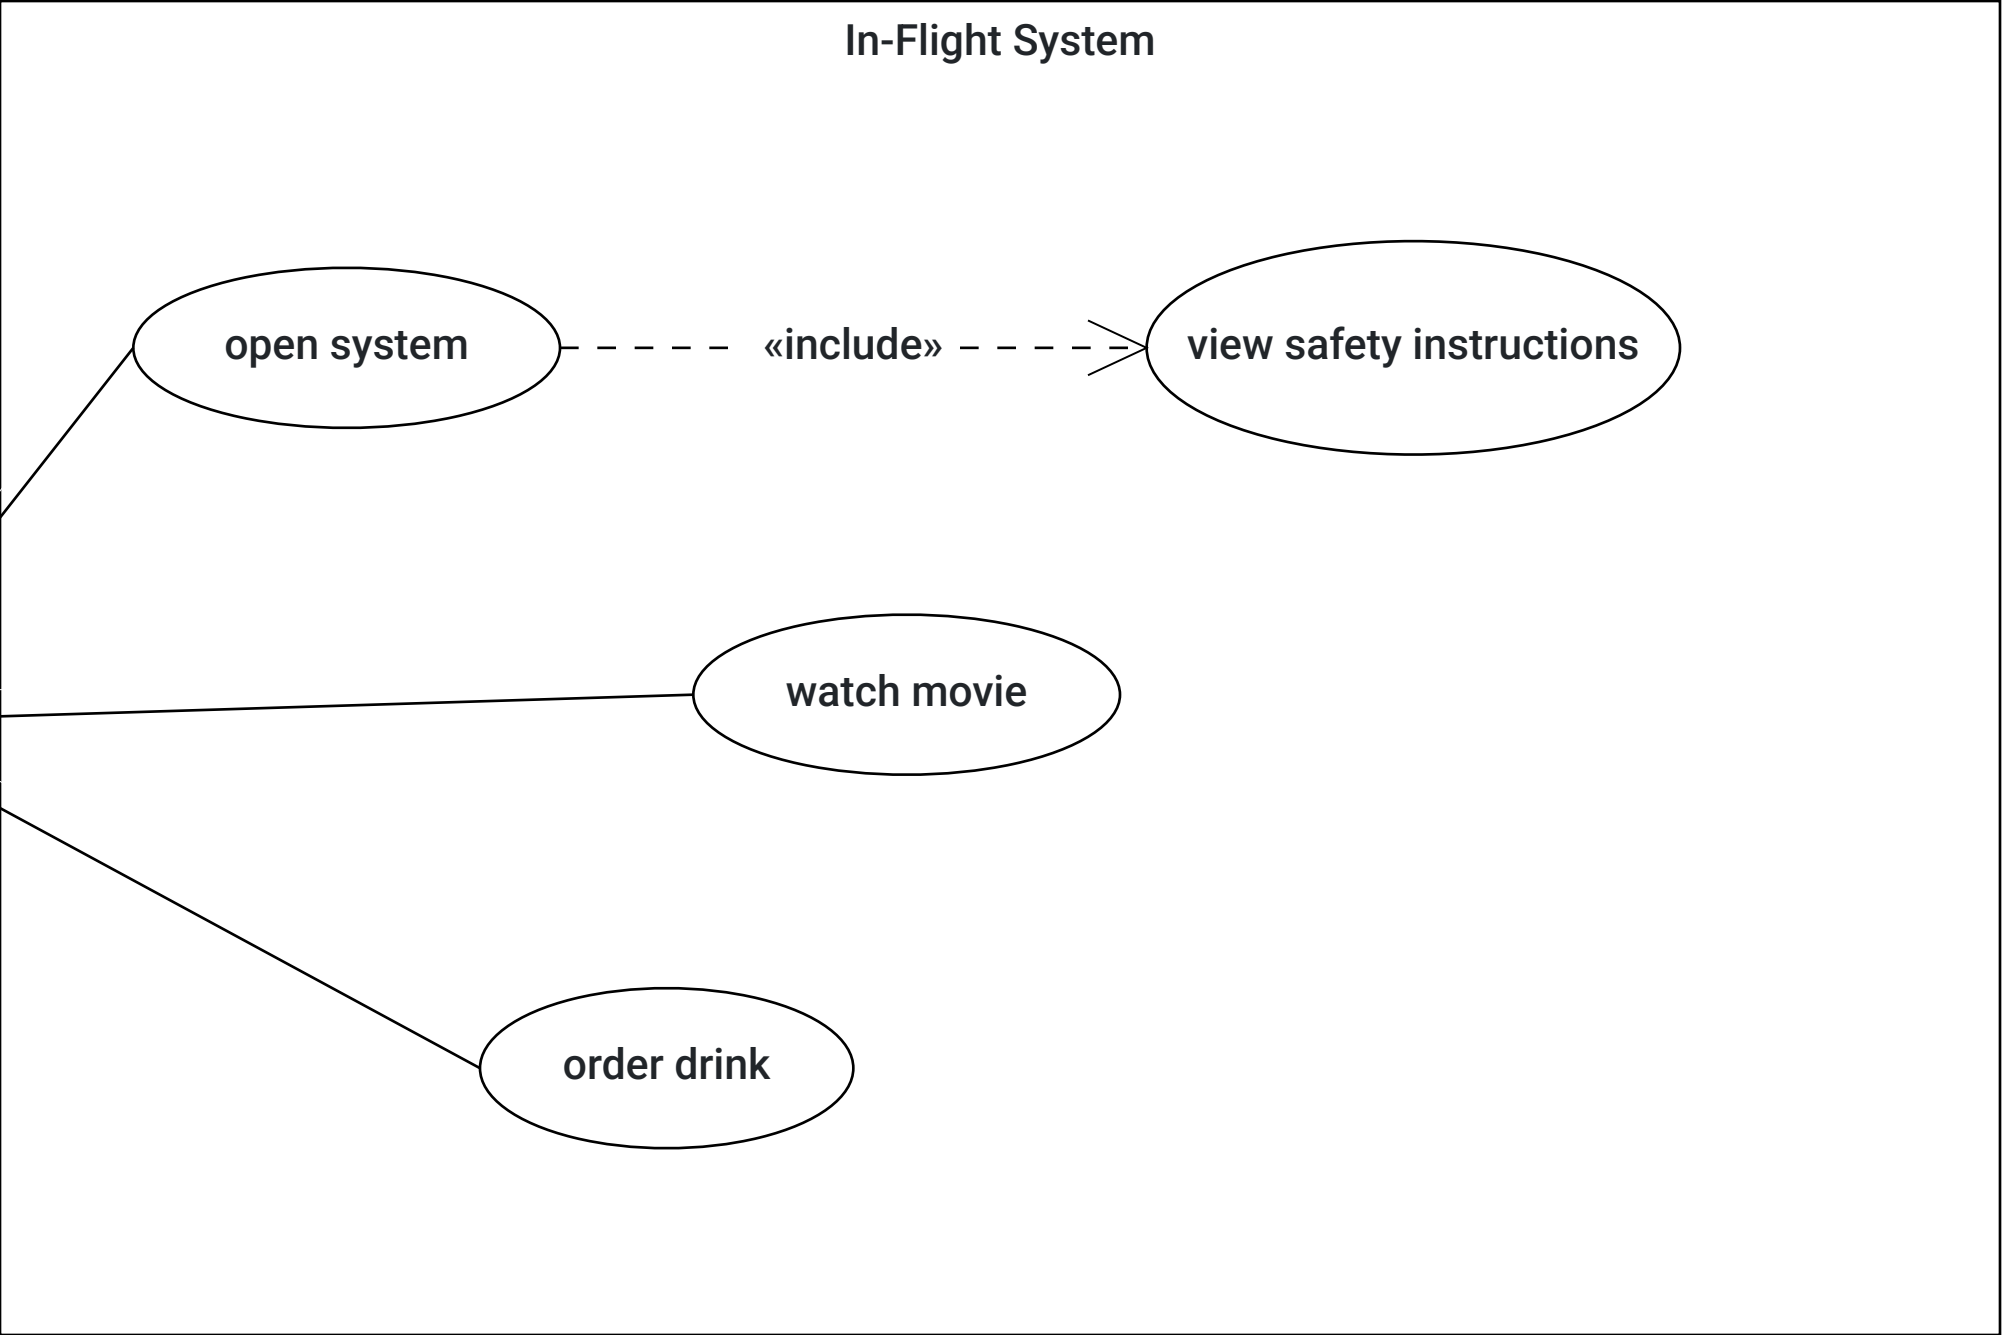 In-Flight System
open system
«include»
view safety instructions
watch movie
order drink